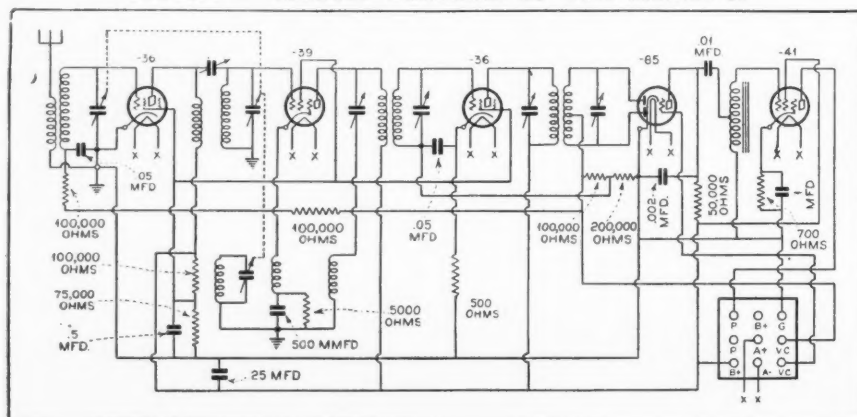 -36
-39
-36
-85
.01
MFD
-41
X X
X X
X X
X X
X X
.05
MFD
100,000
OHMS
100,000
OHMS
75,000
OHMS
.5
MFD.
.25 MFD
100,000
OHMS
500 MMFD
5000
OHMS
.05
MFD
500
OHMS
100,000
OHMS
200,000
OHMS
.002
MFD.
50,000
OHMS
MFD
700
OHMS
P B+ G
P A+ VC
B+ A- VC
X X